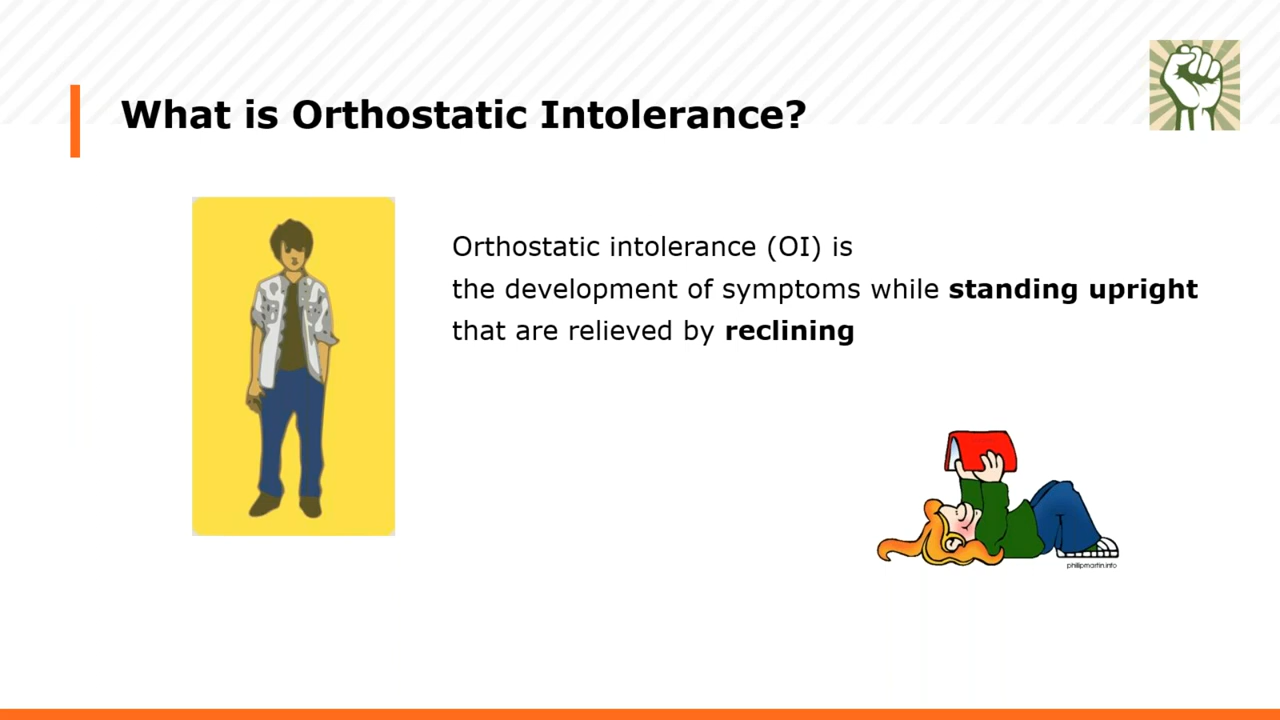 What is Orthostatic Intolerance?
Orthostatic intolerance (OI) is
the development of symptoms while standing upright
that are relieved by reclining
phillipmartin.info